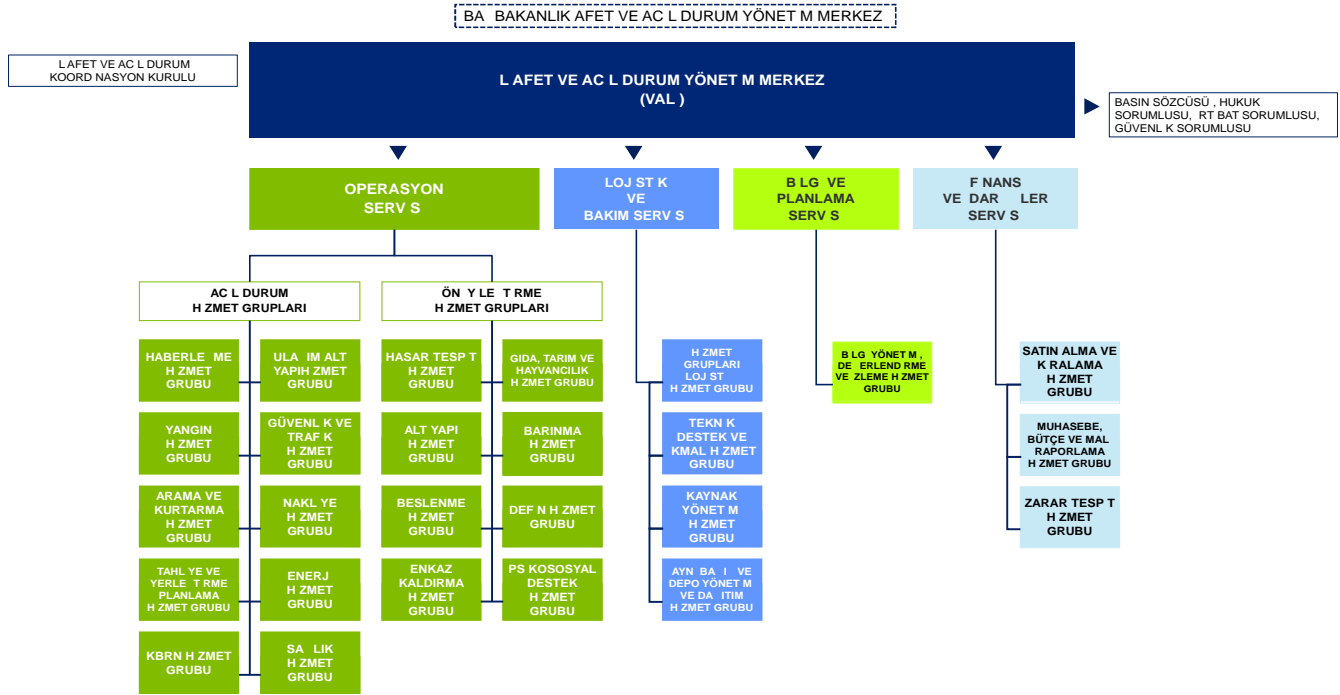 BA BAKANLIK AFET VE AC L DURUM YÖNET M MERKEZ
L AFET VE AC L DURUM
KOORD NASYON KURULU
L AFET VE AC L DURUM YÖNET M MERKEZ
(VAL )
BASIN SÖZCÜSÜ , HUKUK
SORUMLUSU, RT BAT SORUMLUSU,
GÜVENL K SORUMLUSU
OPERASYON
SERV S
LOJ ST K
VE
BAKIM SERV S
B LG VE
PLANLAMA
SERV S
F NANS
VE DAR LER
SERV S
AC L DURUM
H ZMET GRUPLARI
ÖN Y LE T RME
H ZMET GRUPLARI
HABERLE ME
H ZMET
GRUBU
ULA IM ALT
YAPIH ZMET
GRUBU
HASAR TESP T
H ZMET
GRUBU
GIDA, TARIM VE
HAYVANCILIK
H ZMET GRUBU
H ZMET
GRUPLARI
LOJ ST
H ZMET GRUBU
B LG YÖNET M ,
DE ERLEND RME
VE ZLEME H ZMET
GRUBU
SATIN ALMA VE
K RALAMA
H ZMET
GRUBU
YANGIN
H ZMET
GRUBU
GÜVENL K VE
TRAF K
H ZMET
GRUBU
ALT YAPI
H ZMET
GRUBU
BARINMA
H ZMET
GRUBU
TEKN K
DESTEK VE
KMAL H ZMET
GRUBU
MUHASEBE,
BÜTÇE VE MAL
RAPORLAMA
H ZMET GRUBU
ARAMA VE
KURTARMA
H ZMET
GRUBU
NAKL YE
H ZMET
GRUBU
BESLENME
H ZMET
GRUBU
DEF N H ZMET
GRUBU
KAYNAK
YÖNET M
H ZMET
GRUBU
ZARAR TESP T
H ZMET
GRUBU
TAHL YE VE
YERLE T RME
PLANLAMA
H ZMET GRUBU
ENERJ
H ZMET
GRUBU
ENKAZ
KALDIRMA
H ZMET
GRUBU
PS KOSOSYAL
DESTEK
H ZMET
GRUBU
AYN BA I VE
DEPO YÖNET M
VE DA ITIM
H ZMET GRUBU
KBRN H ZMET
GRUBU
SA LIK
H ZMET
GRUBU